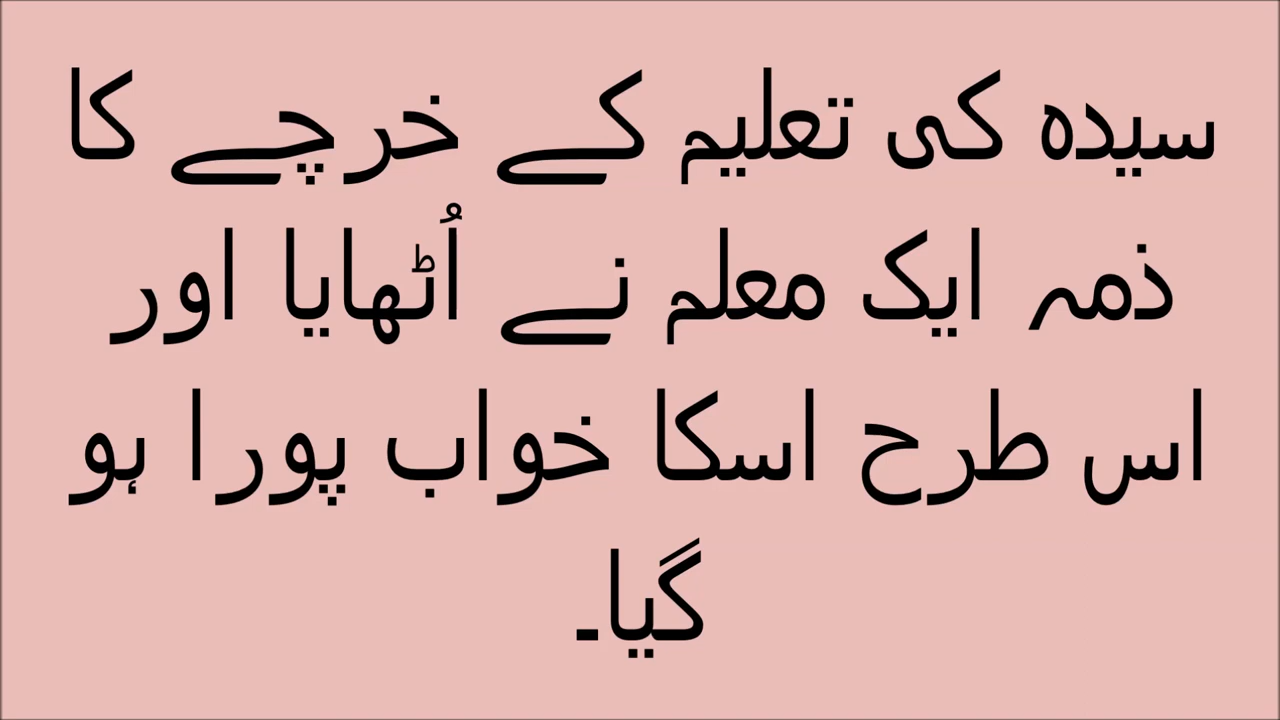 سیدہ کی تعلیم کے خرچے کا
ذمہ ایک معلم نے اُٹھایا اور
اس طرح اسکا خواب پورا ہو
گیا۔